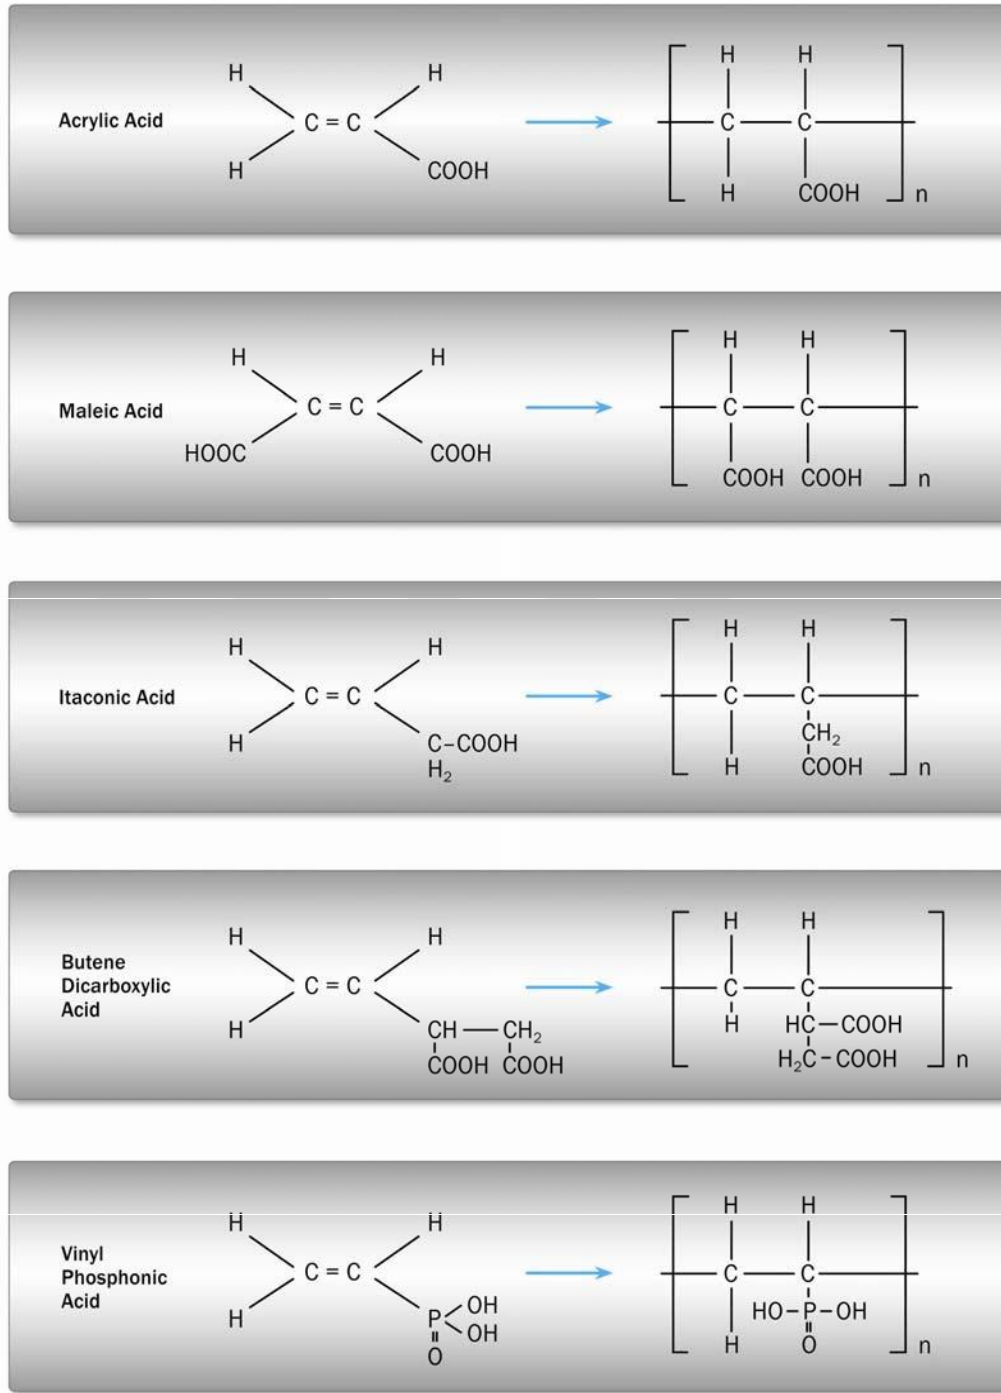 H H
Acrylic Acid C = C
H COOH
H H
C C
H COOH n
H H
Maleic Acid C = C
HOOC COOH
H H
C C
COOH COOH n
H H
Itaconic Acid C = C
H C-COOH
H₂
H H
C C
CH₂
H COOH n
H H
Butene
Dicarboxylic
Acid
C = C
H CH CH₂
COOH COOH
H H
C C
H HC-COOH
H₂C-COOH n
H H
Vinyl
Phosphonic
Acid
C = C
H P OH
OH
O
H H
C C
HO-P-OH
H O n